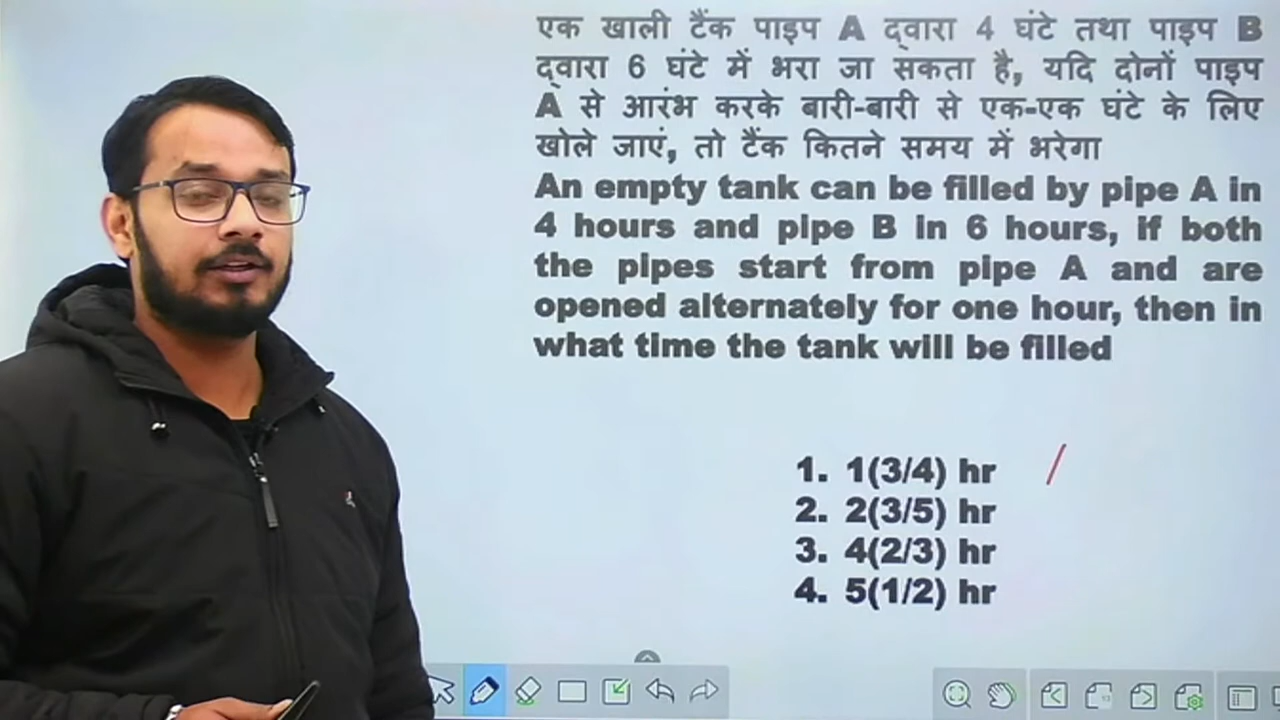 एक खाली टैंक पाइप A द्वारा 4 घंटे तथा पाइप B
द्वारा 6 घंटे में भरा जा सकता है, यदि दोनों पाइप
A से आरंभ करके बारी-बारी से एक-एक घंटे के लिए
खोले जाएं, तो टैंक कितने समय में भरेगा
An empty tank can be filled by pipe A in
4 hours and pipe B in 6 hours, if both
the pipes start from pipe A and are
opened alternately for one hour, then in
what time the tank will be filled
1. 1(3/4) hr
2. 2(3/5) hr
3. 4(2/3) hr
4. 5(1/2) hr